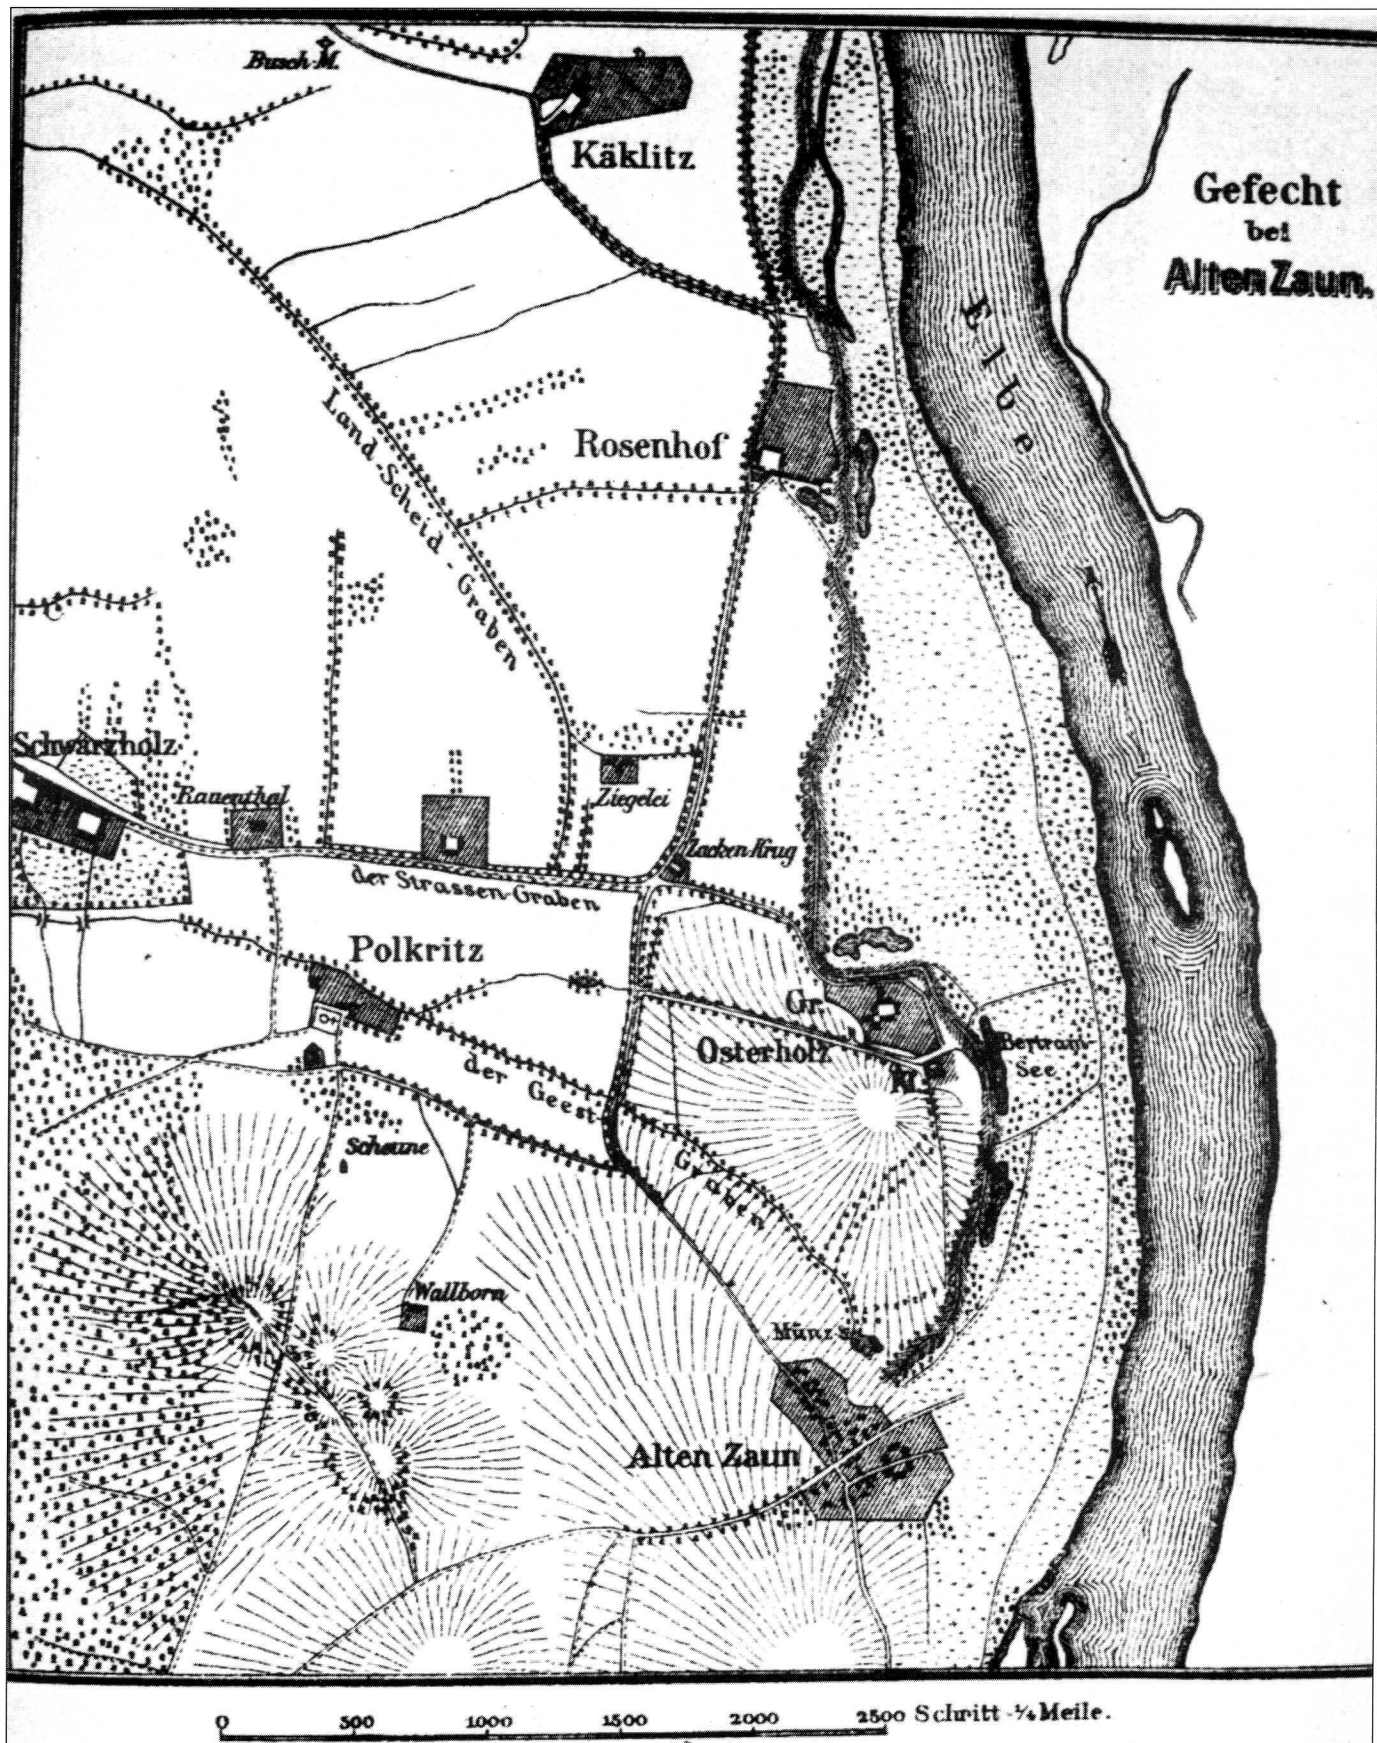 Busch-M.
Käklitz
Gefecht
bei
Alten Zaun.
Elbe
Land-Scheid-Graben
Rosenhof
Schwarzholz
Rauenthal
Ziegelei
Zacken Krug
der Strassen-Graben
Polkritz
Gr.
Osterholz
Kl.
Bertrams
See
der Geest-
Graben
Scheune
Wallborn
Münz S.
Alten Zaun
0 500 1000 1500 2000 2500 Schritt - ¼ Meile.